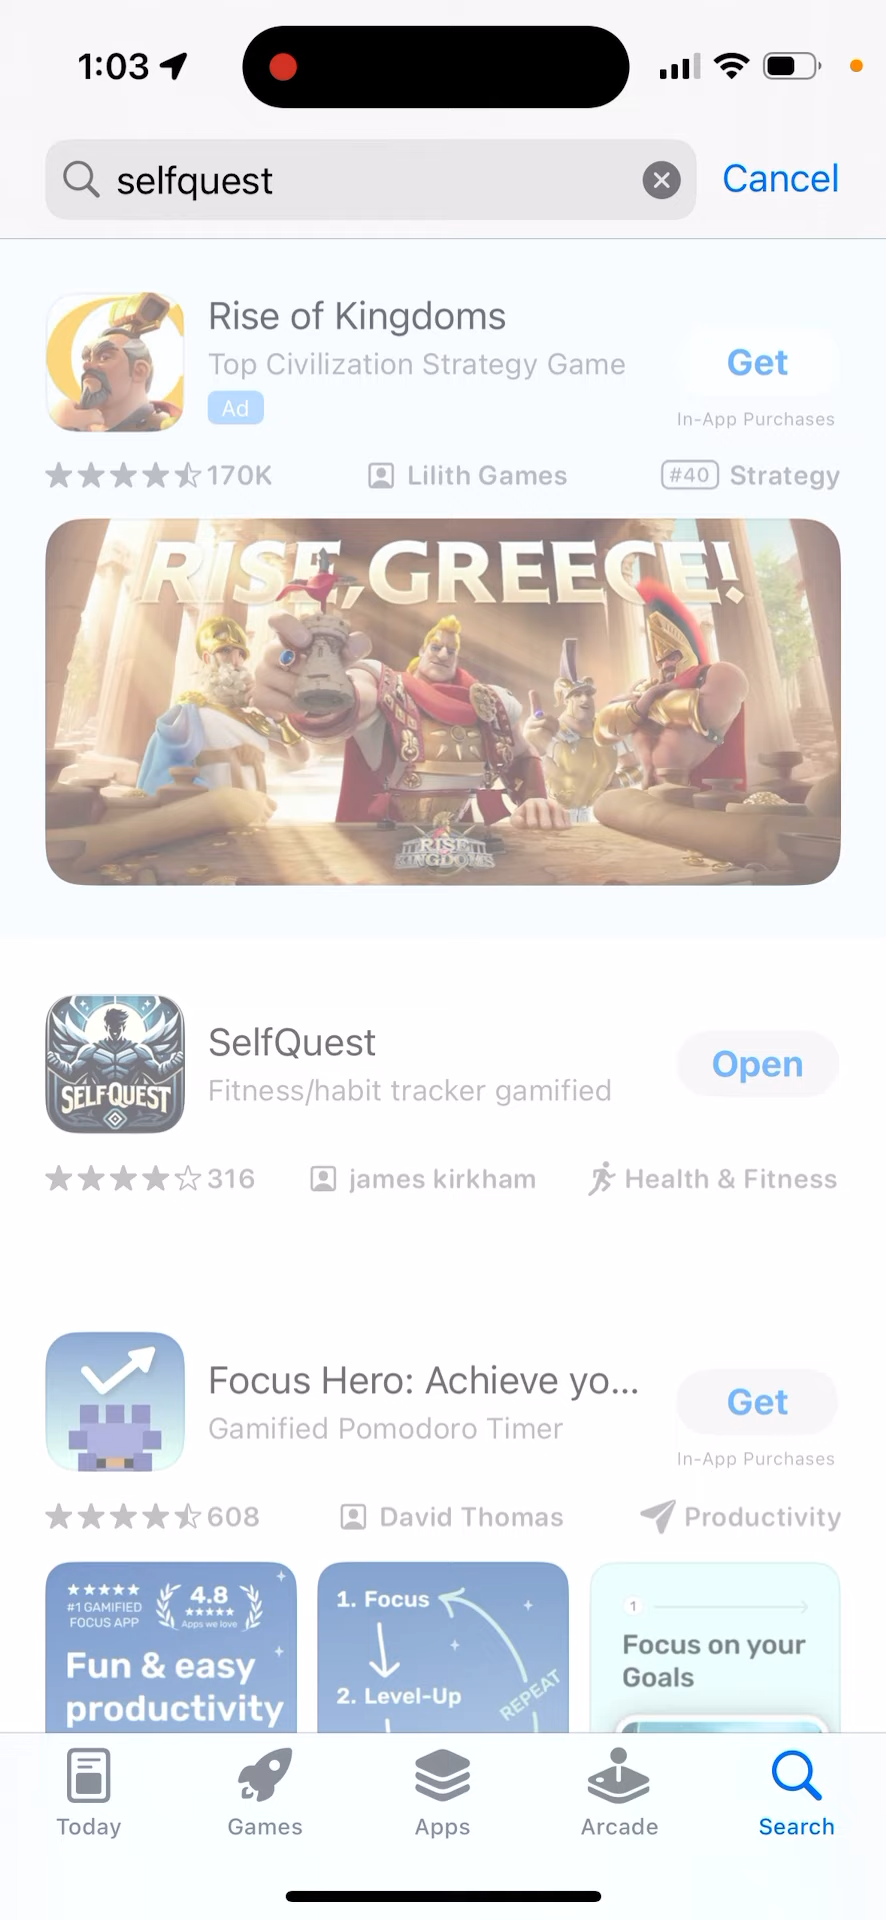 1:03
selfquest
Cancel
Rise of Kingdoms
Top Civilization Strategy Game
Ad
Get
In-App Purchases
170K
Lilith Games
#40 Strategy
RISE, GREECE!
RISE OF KINGDOMS
SELFQUEST
SelfQuest
Fitness/habit tracker gamified
Open
316
james kirkham
Health & Fitness
Focus Hero: Achieve yo...
Gamified Pomodoro Timer
Get
In-App Purchases
608
David Thomas
Productivity
#1 GAMIFIED
FOCUS APP
4.8
Apps we love
Fun & easy
productivity
1. Focus
2. Level-Up
REPEAT
1
Focus on your
Goals
Today
Games
Apps
Arcade
Search